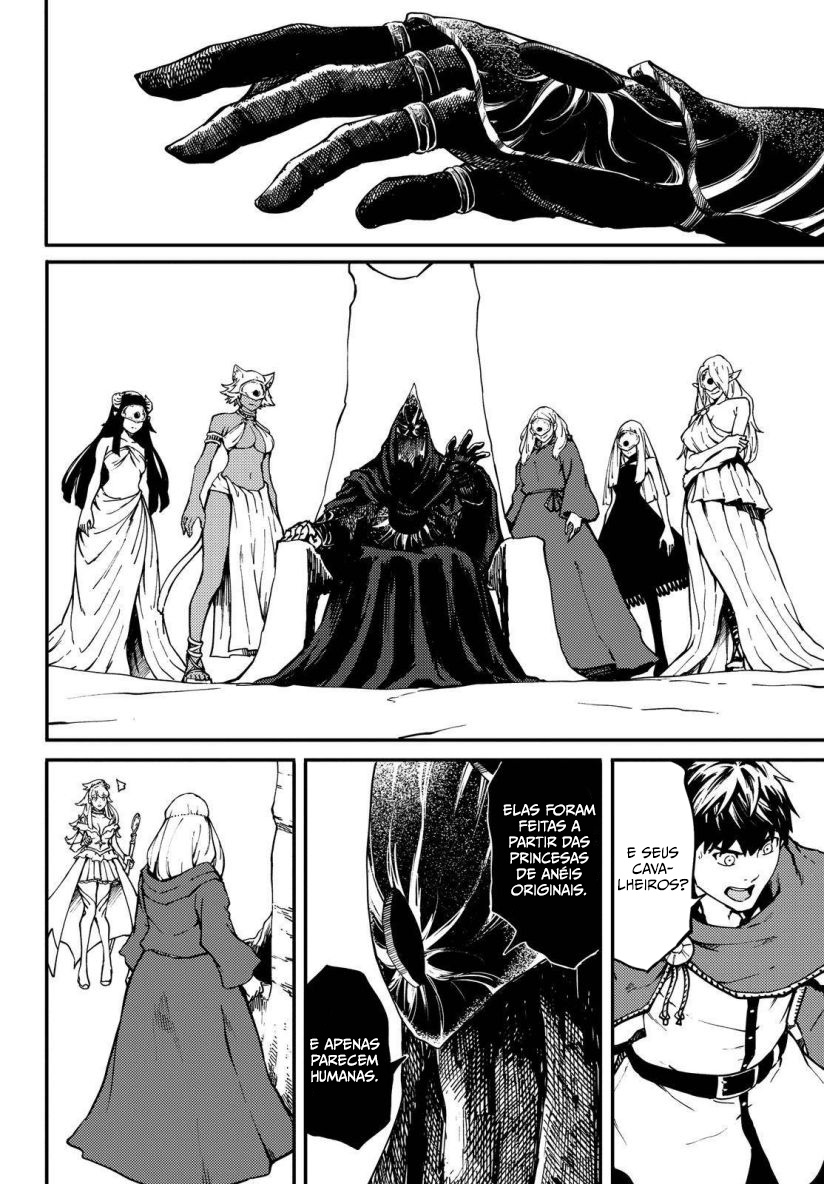 E SEUS
CAVA-
LHEIROS?
ELAS FORAM
FEITAS A
PARTIR DAS
PRINCESAS
DE ANÉIS
ORIGINAIS.
E APENAS
PARECEM
HUMANAS.